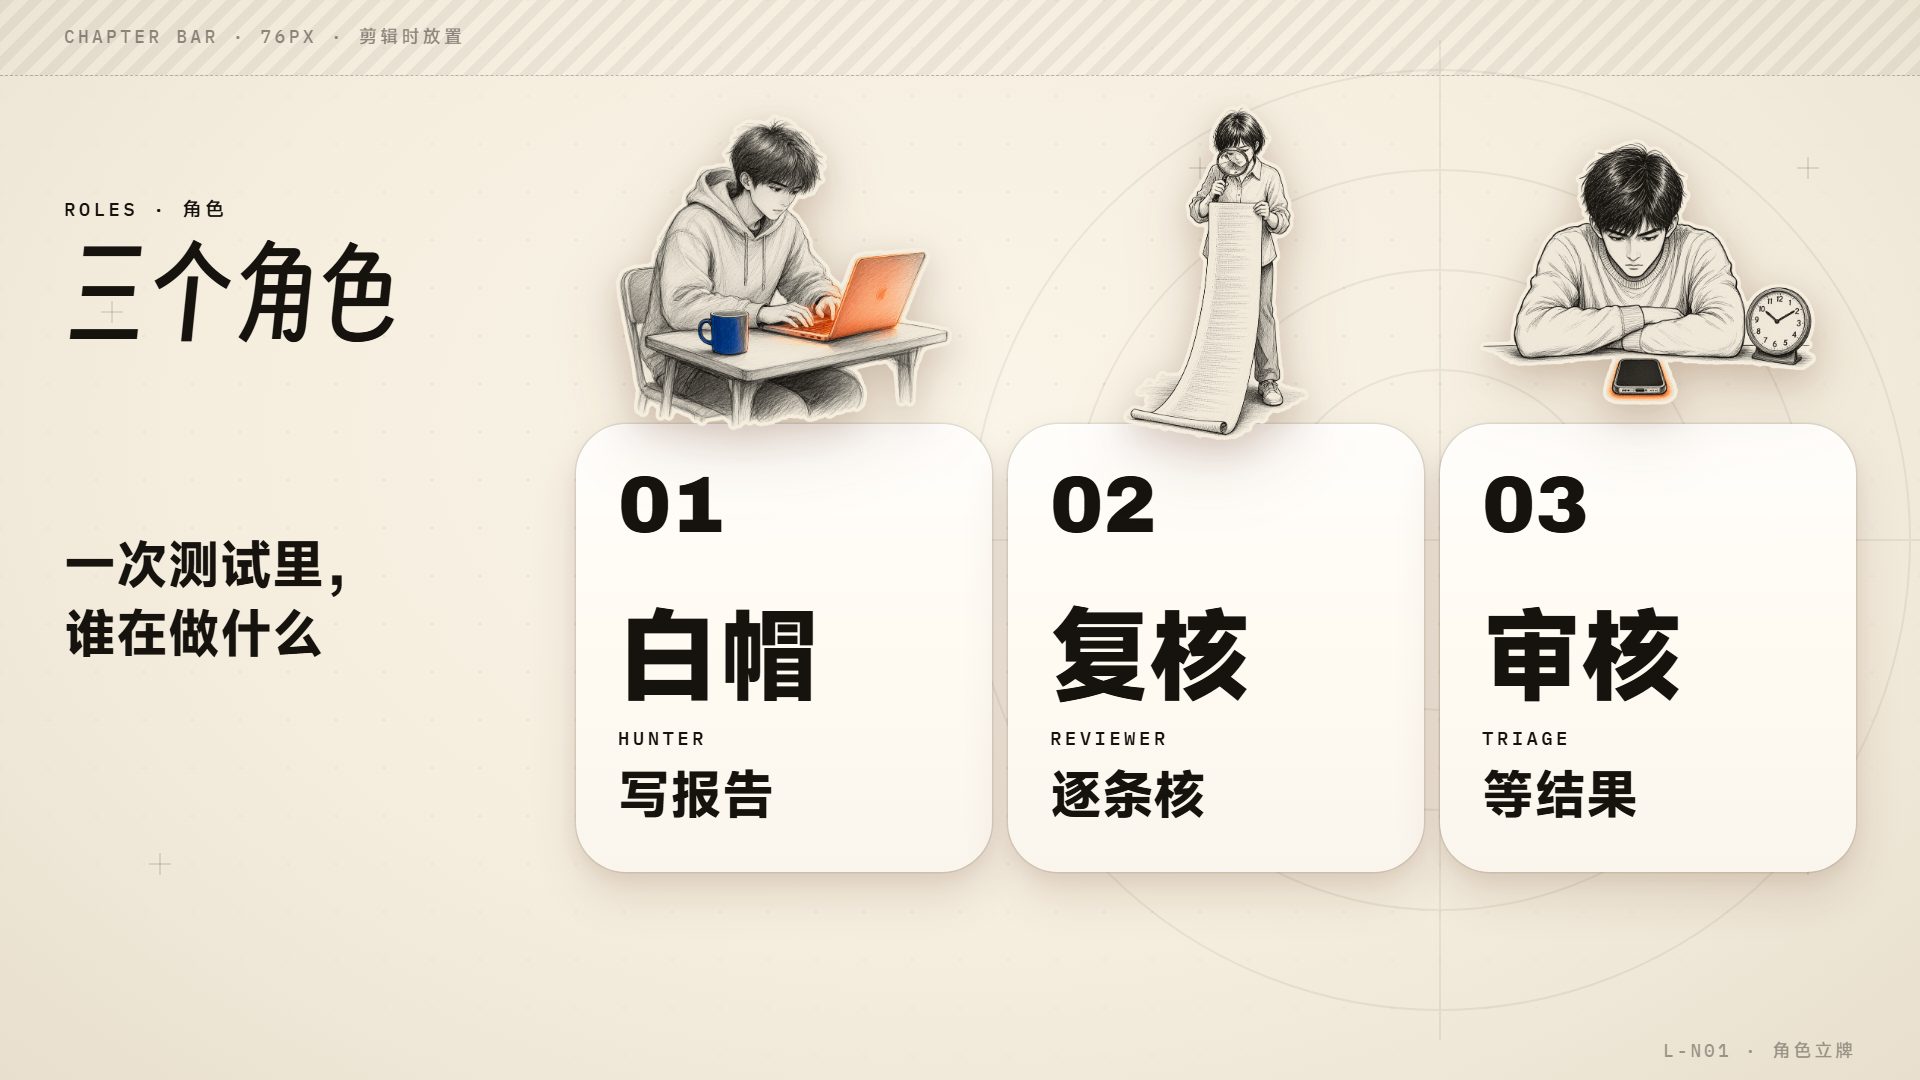 CHAPTER BAR · 76PX · 剪辑时放置
ROLES · 角色
三个角色
一次测试里，
谁在做什么
01
白帽
HUNTER
写报告
02
复核
REVIEWER
逐条核
03
审核
TRIAGE
等结果
L-N01 · 角色立牌